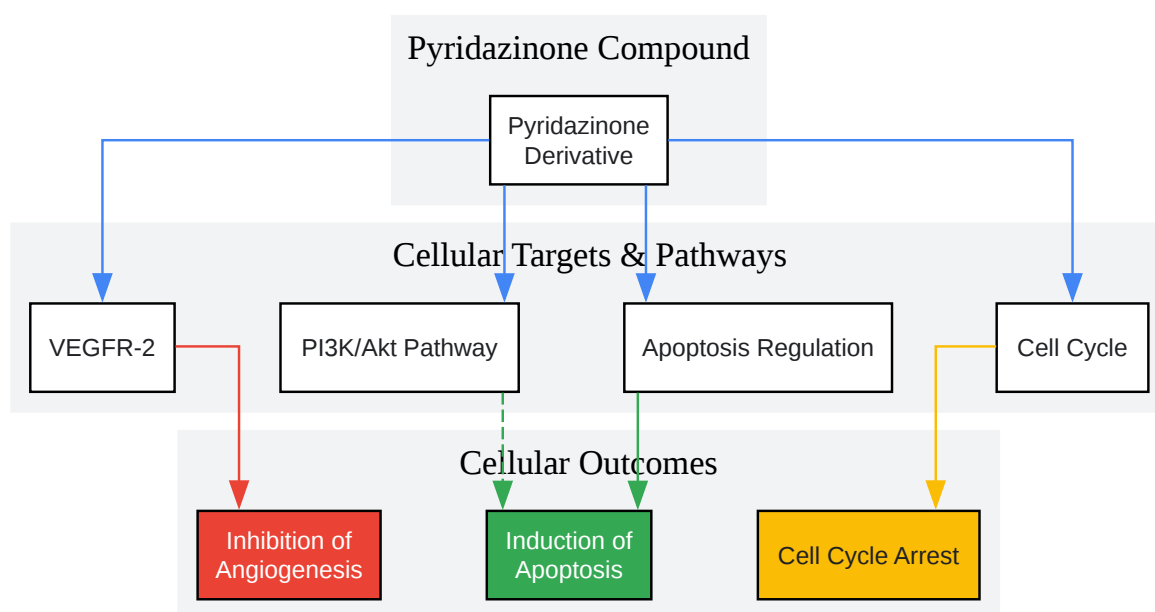 Pyridazinone Compound
Pyridazinone
Derivative
Cellular Targets & Pathways
VEGFR-2
PI3K/Akt Pathway
Apoptosis Regulation
Cell Cycle
Cellular Outcomes
Inhibition of
Angiogenesis
Induction of
Apoptosis
Cell Cycle Arrest